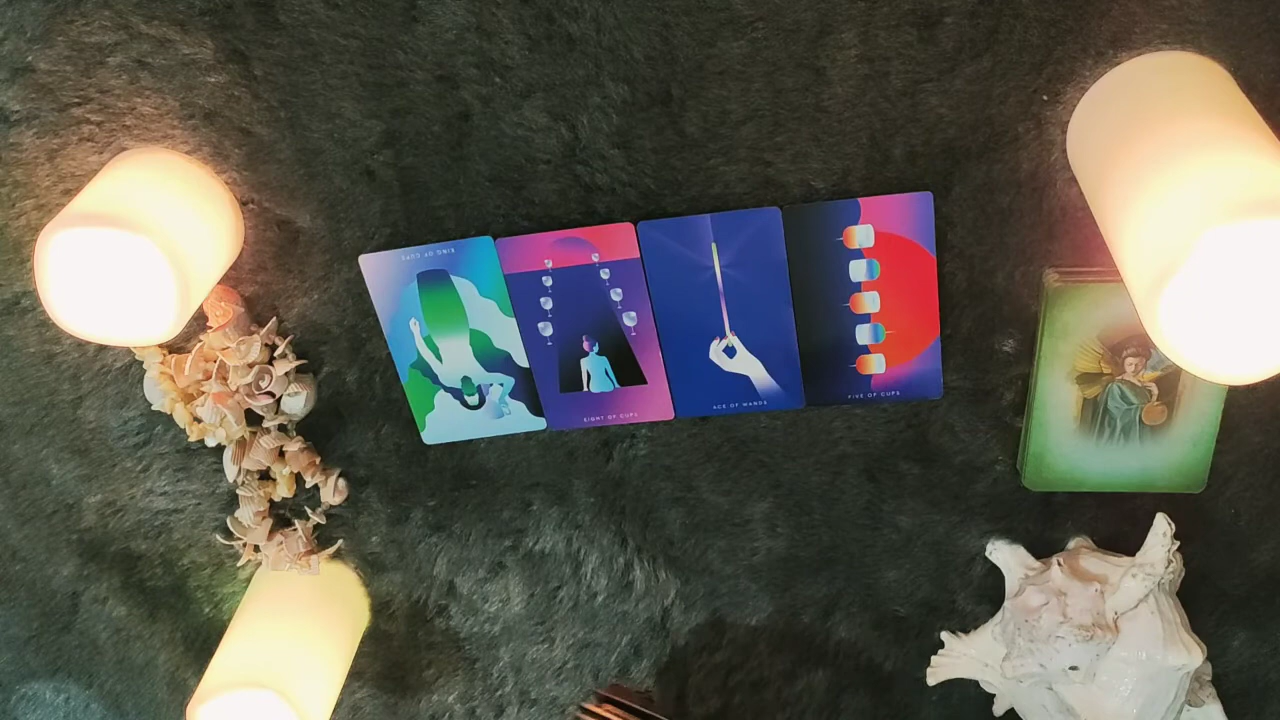 KING OF CUPS
EIGHT OF CUPS
ACE OF WANDS
FIVE OF CUPS